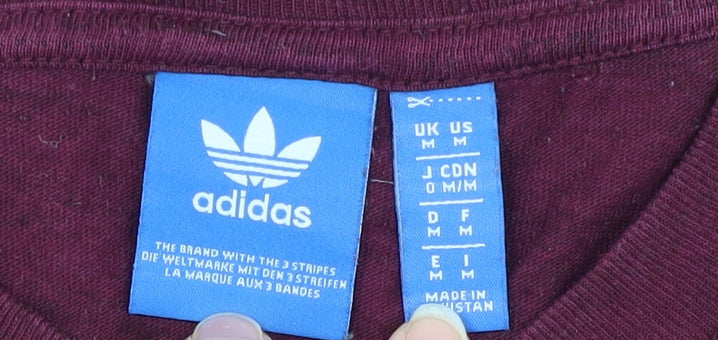 adidas
THE BRAND WITH THE 3 STRIPES
DIE WELTMARKE MIT DEN 3 STREIFEN
LA MARQUE AUX 3 BANDES
UK US
M M
J CDN
O M/M
D F
M M
E I
M M
MADE IN